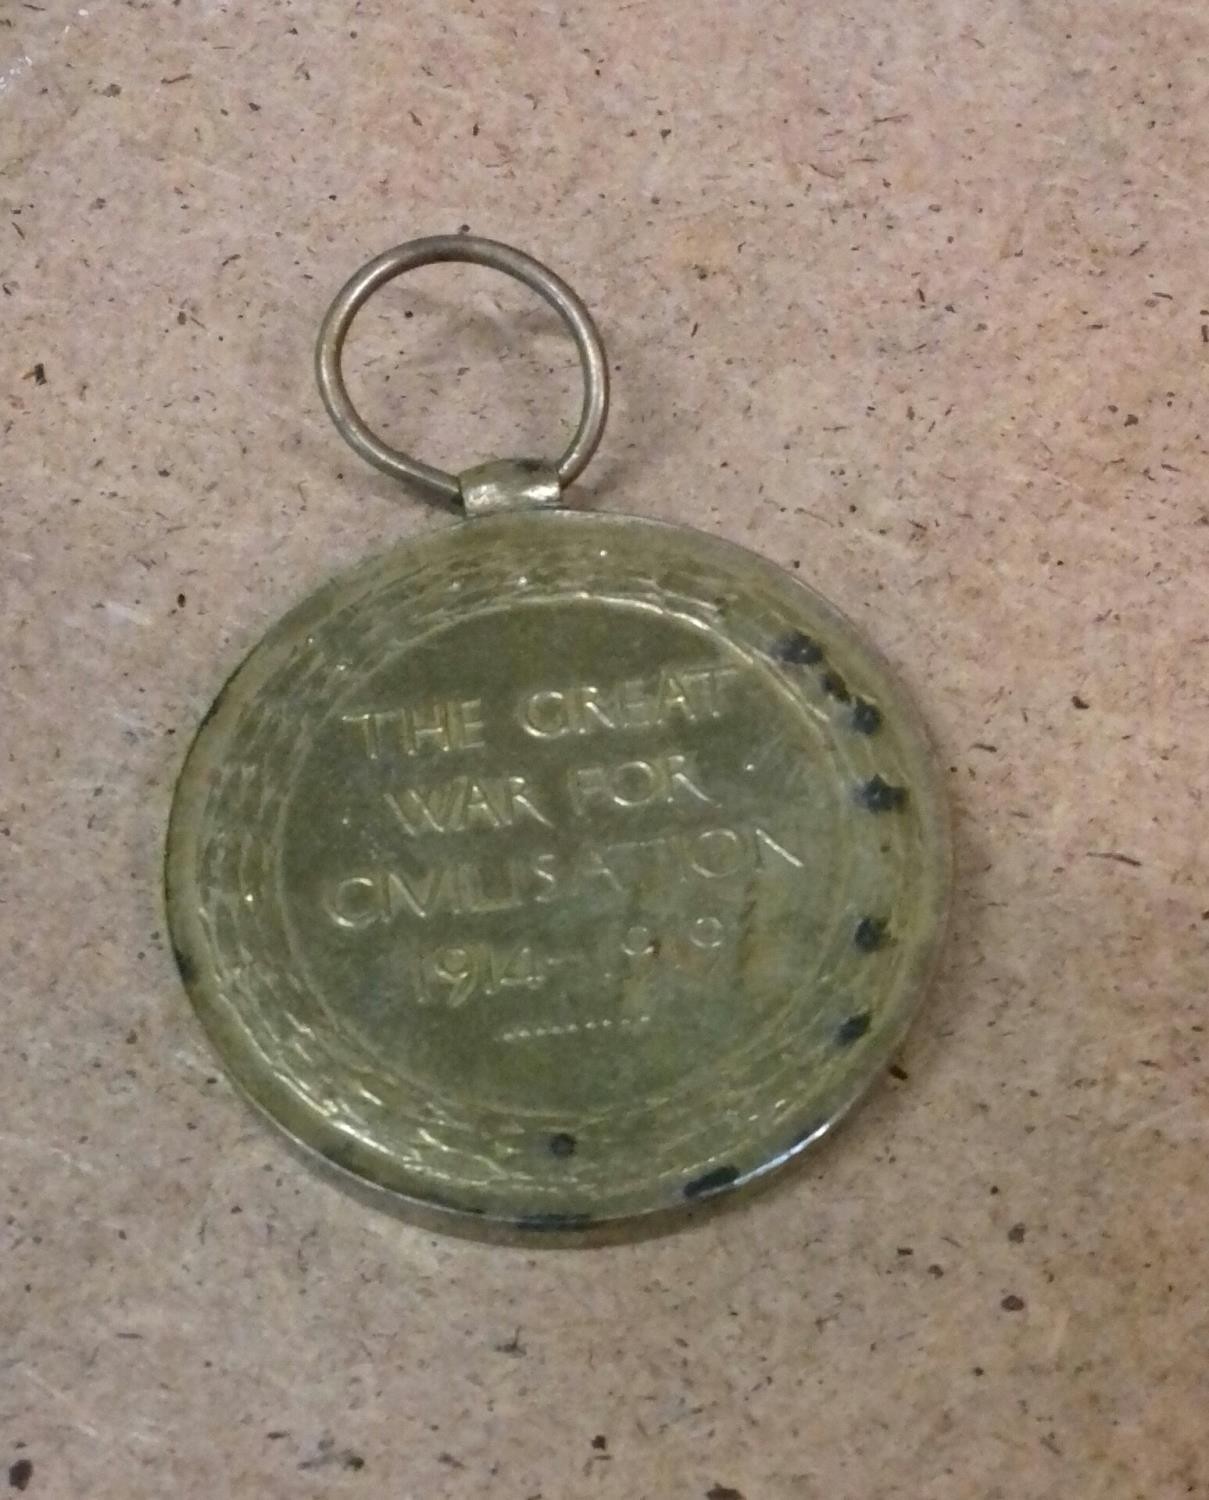 THE GREAT
WAR FOR
CIVILISATION
1914-1919